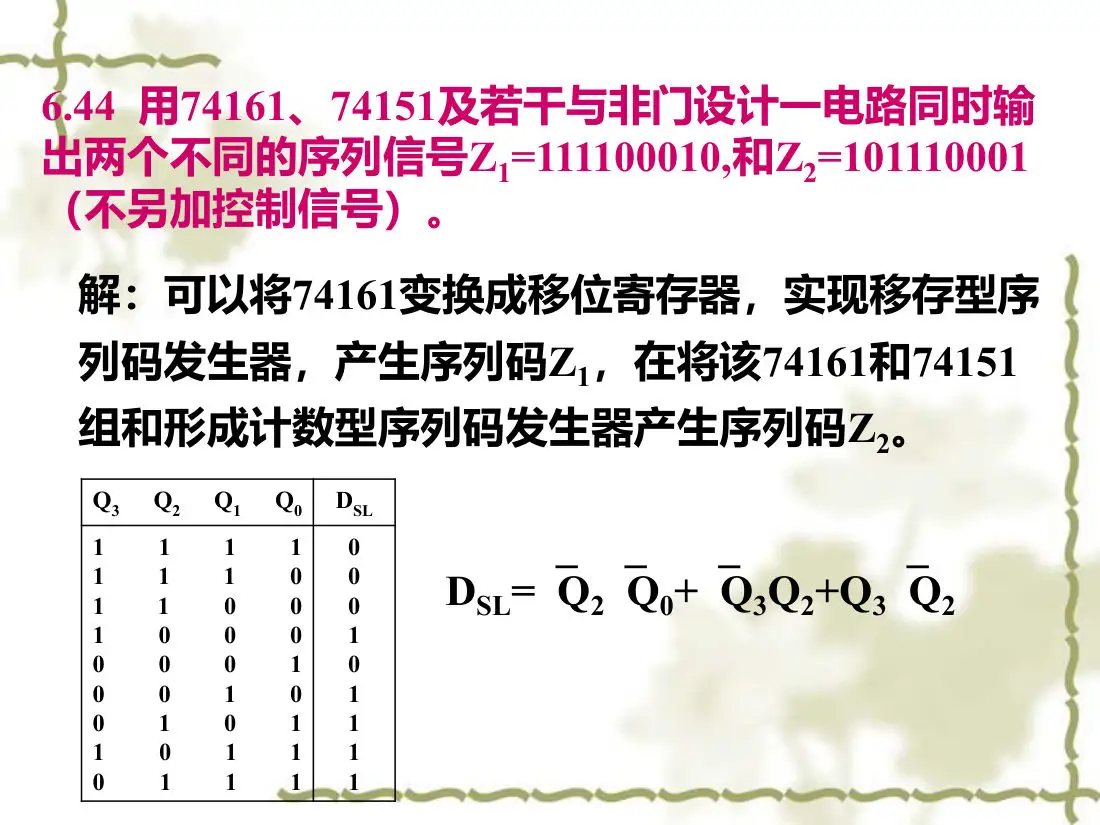 6.44 用74161、74151及若干与非门设计一电路同时输
出两个不同的序列信号Z₁=111100010,和Z₂=101110001
（不另加控制信号）。
解：可以将74161变换成移位寄存器，实现移存型序
列码发生器，产生序列码Z₁，在将该74161和74151
组和形成计数型序列码发生器产生序列码Z₂。
Q₃ Q₂ Q₁ Q₀ D_SL
1 1 1 1 0
1 1 1 0 0
1 1 0 0 0
1 0 0 0 1
0 0 0 1 0
0 0 1 0 1
0 1 0 1 1
1 0 1 1 1
0 1 1 1 1
D_SL= Q̅₂ Q̅₀+ Q̅₃Q₂+Q₃ Q̅₂